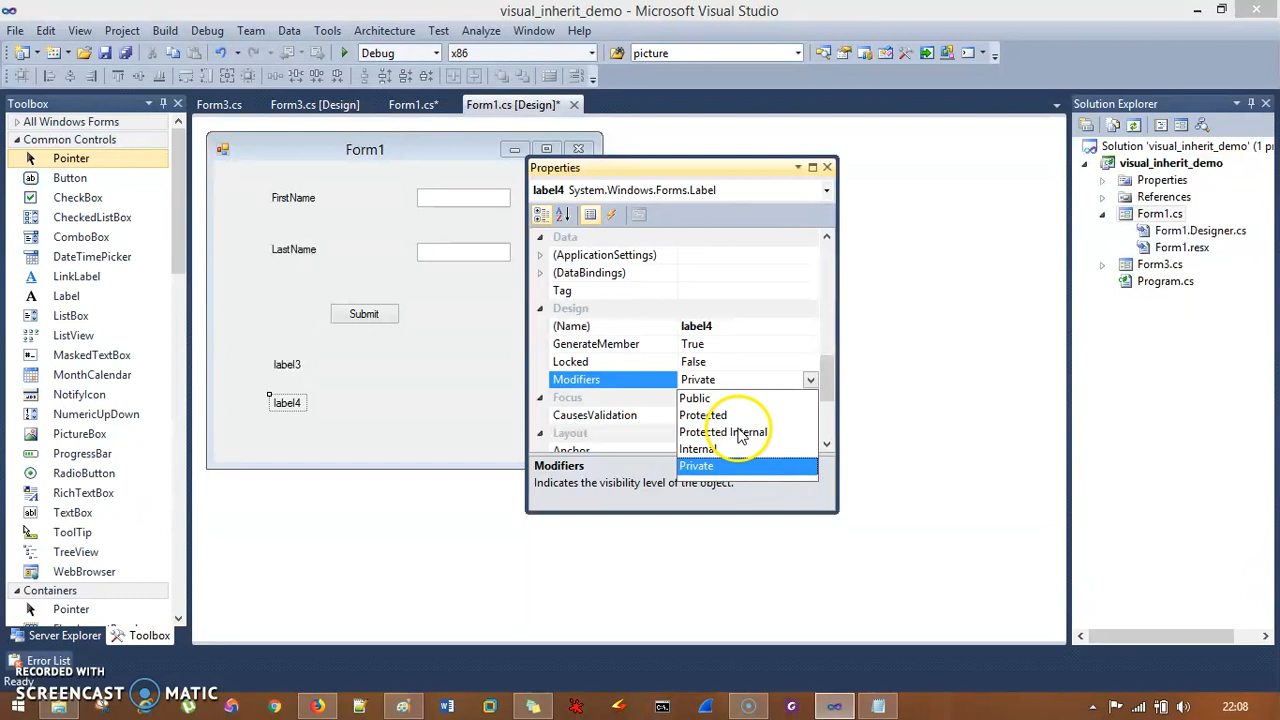 visual_inherit_demo - Microsoft Visual Studio
File Edit View Project Build Debug Team Data Tools Architecture Test Analyze Window Help
Debug x86 picture
Toolbox
All Windows Forms
Common Controls
Pointer
Button
CheckBox
CheckedListBox
ComboBox
DateTimePicker
LinkLabel
Label
ListBox
ListView
MaskedTextBox
MonthCalendar
NotifyIcon
NumericUpDown
PictureBox
ProgressBar
RadioButton
RichTextBox
TextBox
ToolTip
TreeView
WebBrowser
Containers
Pointer
Server Explorer Toolbox
Error List
Ready
Form3.cs Form3.cs [Design] Form1.cs* Form1.cs [Design]*
Form1
FirstName
LastName
Submit
label3
label4
Properties
label4 System.Windows.Forms.Label
Data
(ApplicationSettings)
(DataBindings)
Tag
Design
(Name) label4
GenerateMember True
Locked False
Modifiers Private
Focus
CausesValidation
Layout
Anchor
Public
Protected
Protected Internal
Internal
Private
Modifiers
Indicates the visibility level of the object.
Solution Explorer
Solution 'visual_inherit_demo' (1 p
visual_inherit_demo
Properties
References
Form1.cs
Form1.Designer.cs
Form1.resx
Form3.cs
Program.cs
RECORDED WITH
SCREENCAST MATIC
22:08